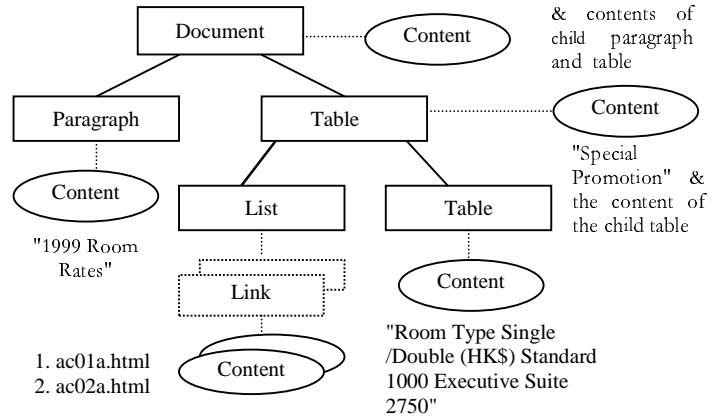 Document
Content
& contents of
child paragraph
and table
Paragraph
Table
Content
Content
"1999 Room
Rates"
List
Table
"Special
Promotion" &
the content of
the child table
Link
Content
1. ac01a.html
2. ac02a.html
Content
"Room Type Single
/Double (HK$) Standard
1000 Executive Suite
2750"